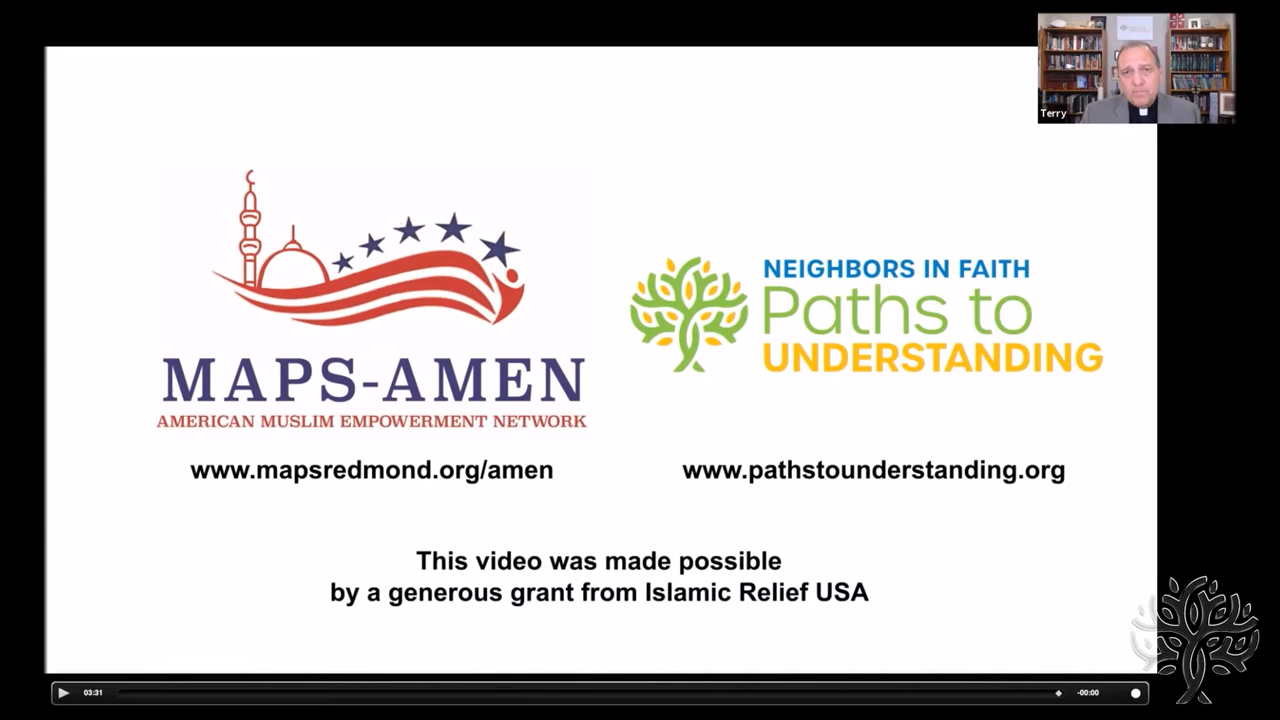 Terry
MAPS-AMEN
AMERICAN MUSLIM EMPOWERMENT NETWORK
www.mapsredmond.org/amen
NEIGHBORS IN FAITH
Paths to
UNDERSTANDING
www.pathstounderstanding.org
This video was made possible
by a generous grant from Islamic Relief USA
03:31
-00:00